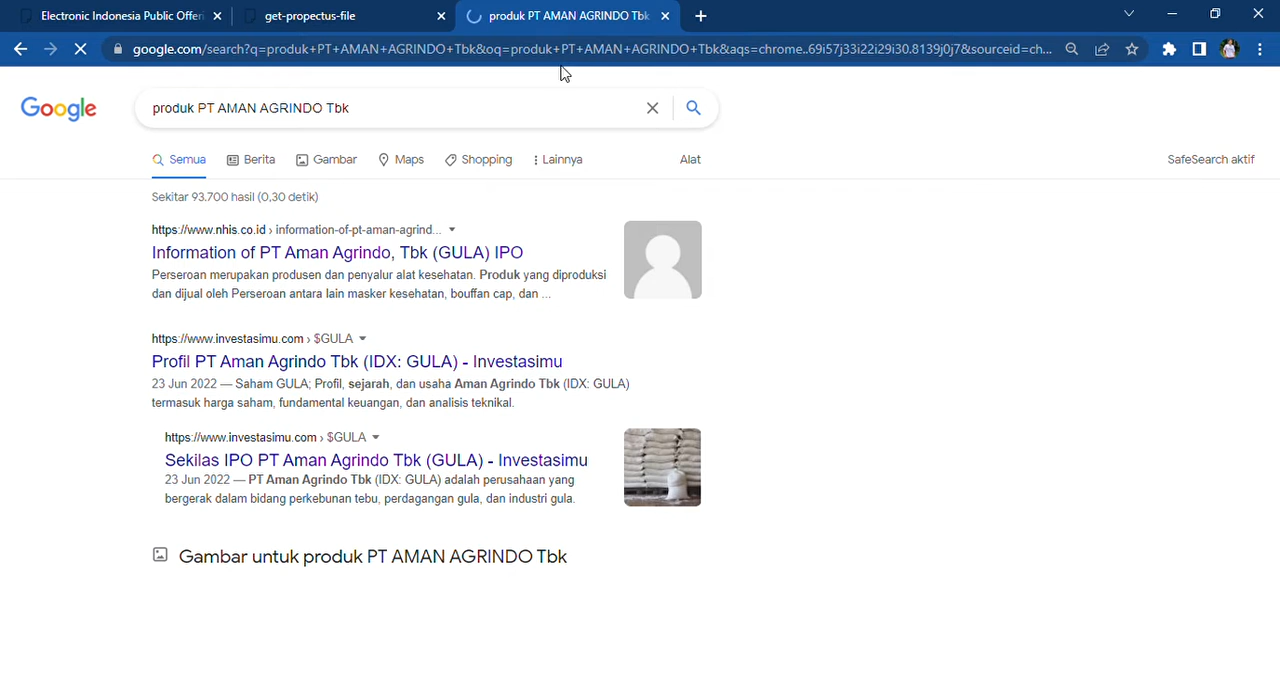 Electronic Indonesia Public Offeri
get-propectus-file
produk PT AMAN AGRINDO Tbk
google.com/search?q=produk+PT+AMAN+AGRINDO+Tbk&oq=produk+PT+AMAN+AGRINDO+Tbk&aqs=chrome..69i57j33i22i29i30.8139j0j7&sourceid=ch...
Google
produk PT AMAN AGRINDO Tbk
Semua
Berita
Gambar
Maps
Shopping
Lainnya
Alat
SafeSearch aktif
Sekitar 93.700 hasil (0,30 detik)
https://www.nhis.co.id › information-of-pt-aman-agrind...
Information of PT Aman Agrindo, Tbk (GULA) IPO
Perseroan merupakan produsen dan penyalur alat kesehatan. Produk yang diproduksi
dan dijual oleh Perseroan antara lain masker kesehatan, bouffan cap, dan ...
https://www.investasimu.com › $GULA
Profil PT Aman Agrindo Tbk (IDX: GULA) - Investasimu
23 Jun 2022 — Saham GULA; Profil, sejarah, dan usaha Aman Agrindo Tbk (IDX: GULA)
termasuk harga saham, fundamental keuangan, dan analisis teknikal.
https://www.investasimu.com › $GULA
Sekilas IPO PT Aman Agrindo Tbk (GULA) - Investasimu
23 Jun 2022 — PT Aman Agrindo Tbk (IDX: GULA) adalah perusahaan yang
bergerak dalam bidang perkebunan tebu, perdagangan gula, dan industri gula.
Gambar untuk produk PT AMAN AGRINDO Tbk